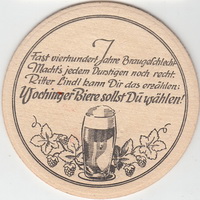 Fast vierhundert Jahre Braugeschlecht
Macht's jedem Durstigen noch recht.
Ritter Lindl kann Dir das erzählen:
Wochinger Biere sollst Du wählen!